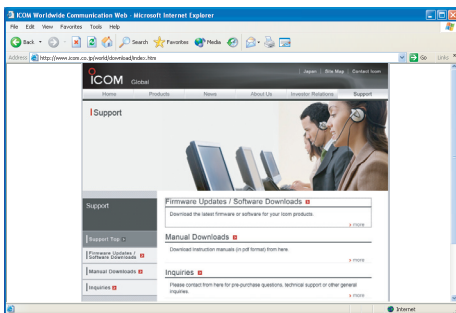 ICOM Worldwide Communication Web - Microsoft Internet Explorer
File Edit View Favorites Tools Help
Back Search Favorites Media
Address http://www.icom.co.jp/world/download/index.htm Go Links
ICOM Global
Japan | Site Map | Contact Icom
Home Products News About Us Investor Relations Support
Support
Support
Support Top
Firmware Updates /
Software Downloads
Manual Downloads
Inquiries
Firmware Updates / Software Downloads
Download the latest firmware or software for your Icom products.
more
Manual Downloads
Download instruction manuals (in pdf format) from here.
more
Inquiries
Please contact from here for pre-purchase questions, technical support or other general
inquiries.
more
Internet